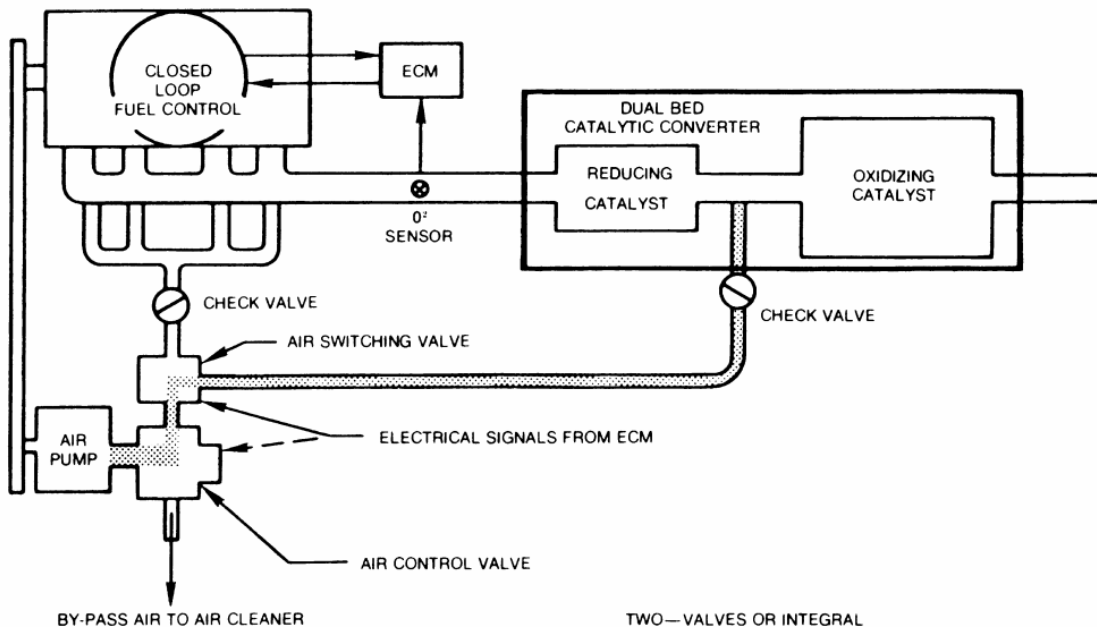 CLOSED
LOOP
FUEL CONTROL
ECM
DUAL BED
CATALYTIC CONVERTER
REDUCING
CATALYST
OXIDIZING
CATALYST
0²
SENSOR
CHECK VALVE
CHECK VALVE
AIR SWITCHING VALVE
ELECTRICAL SIGNALS FROM ECM
AIR
PUMP
AIR CONTROL VALVE
BY-PASS AIR TO AIR CLEANER
TWO—VALVES OR INTEGRAL